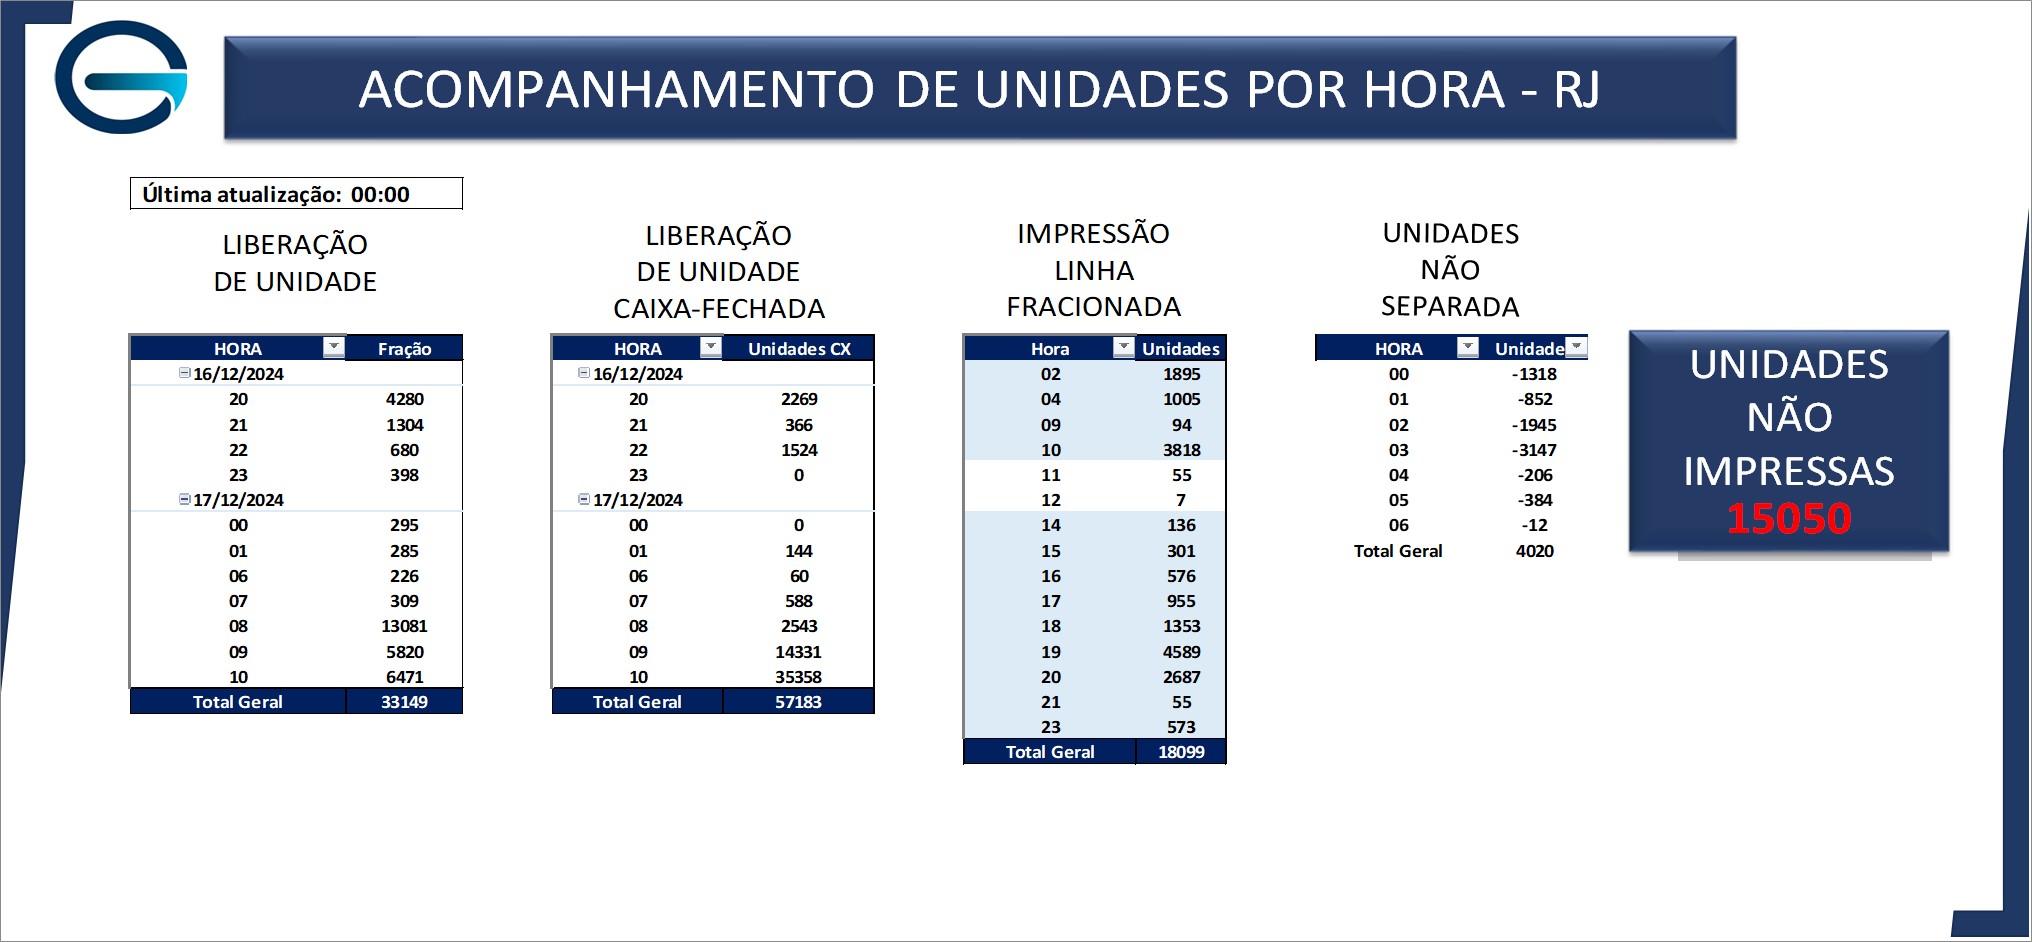 ACOMPANHAMENTO DE UNIDADES POR HORA - RJ
Última atualização: 00:00
LIBERAÇÃO
DE UNIDADE
HORA Fração
16/12/2024
20 4280
21 1304
22 680
23 398
17/12/2024
00 295
01 285
06 226
07 309
08 13081
09 5820
10 6471
Total Geral 33149
LIBERAÇÃO
DE UNIDADE
CAIXA-FECHADA
HORA Unidades CX
16/12/2024
20 2269
21 366
22 1524
23 0
17/12/2024
00 0
01 144
06 60
07 588
08 2543
09 14331
10 35358
Total Geral 57183
IMPRESSÃO
LINHA
FRACIONADA
Hora Unidades
02 1895
04 1005
09 94
10 3818
11 55
12 7
14 136
15 301
16 576
17 955
18 1353
19 4589
20 2687
21 55
23 573
Total Geral 18099
UNIDADES
NÃO
SEPARADA
HORA Unidade
00 -1318
01 -852
02 -1945
03 -3147
04 -206
05 -384
06 -12
Total Geral 4020
UNIDADES
NÃO
IMPRESSAS
15050